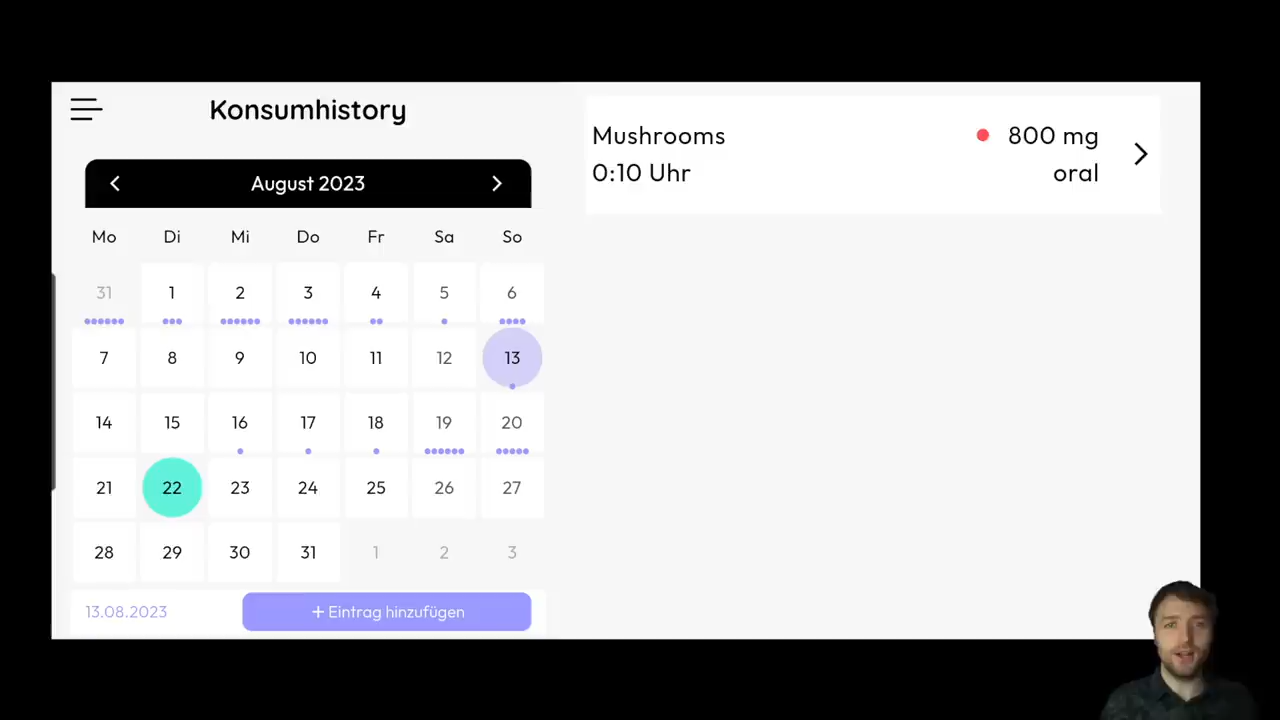 Konsumhistory
August 2023
Mo Di Mi Do Fr Sa So
31 1 2 3 4 5 6
7 8 9 10 11 12 13
14 15 16 17 18 19 20
21 22 23 24 25 26 27
28 29 30 31 1 2 3
13.08.2023
+ Eintrag hinzufügen
Mushrooms 800 mg
0:10 Uhr oral